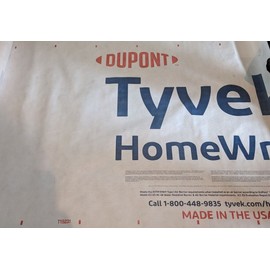 DUPONT
Tyvek
HomeWr
Call 1-800-448-9835 tyvek.com/h
MADE IN THE USA